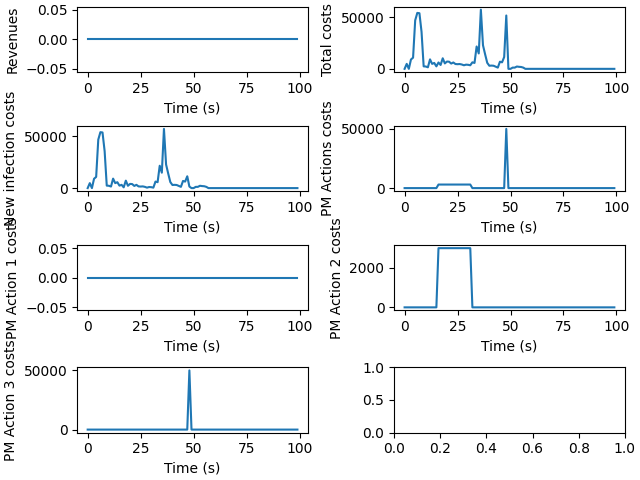 Revenues
0.05
0.00
−0.05
0 25 50 75 100
Time (s)
Total costs
50000
0
0 25 50 75 100
Time (s)
New infection costs
50000
0
0 25 50 75 100
Time (s)
PM Actions costs
50000
0
0 25 50 75 100
Time (s)
PM Action 1 costs
0.05
0.00
−0.05
0 25 50 75 100
Time (s)
PM Action 2 costs
2000
0
0 25 50 75 100
Time (s)
PM Action 3 costs
50000
0
0 25 50 75 100
Time (s)
1.0
0.5
0.0
0.0 0.2 0.4 0.6 0.8 1.0